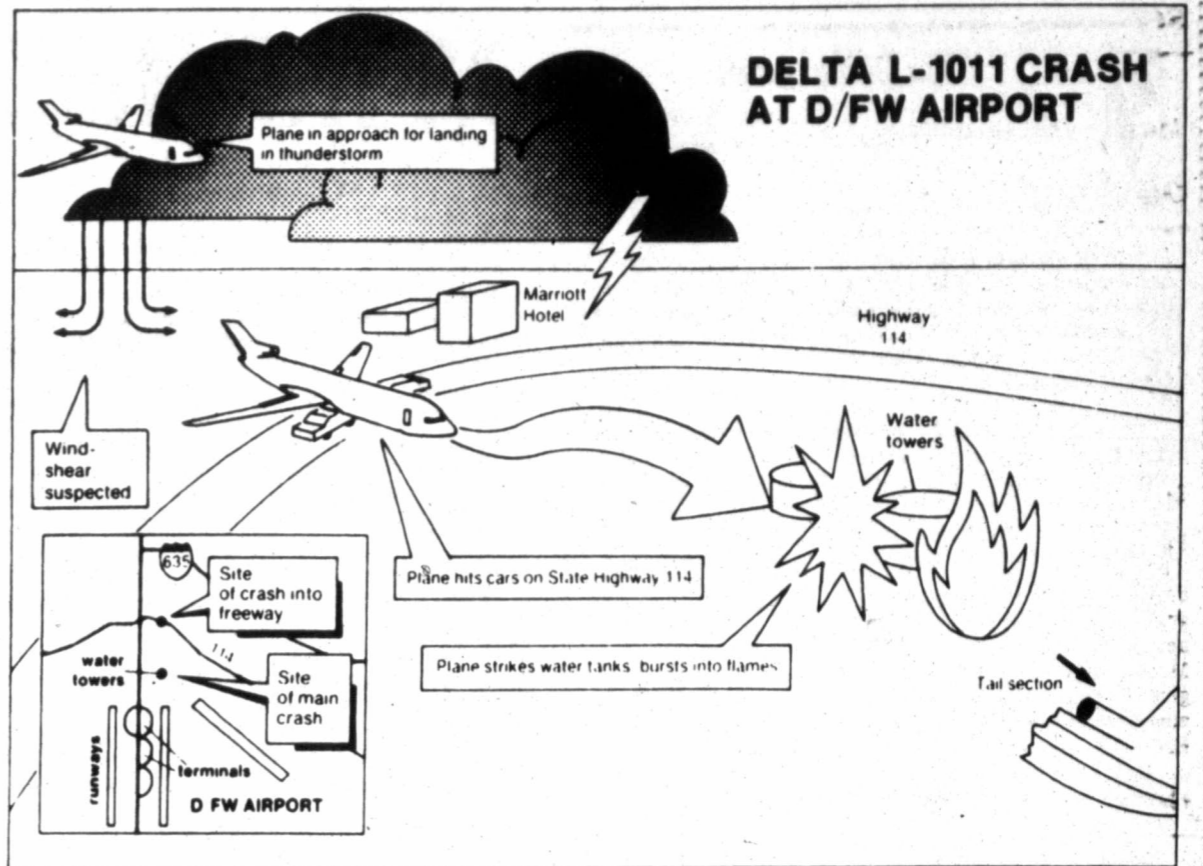 DELTA L-1011 CRASH
AT D/FW AIRPORT
Plane in approach for landing
in thunderstorm
Marriott
Hotel
Highway
114
Wind-
shear
suspected
Water
towers
Plane hits cars on State Highway 114
Plane strikes water tanks, bursts into flames
Tail section
635
Site
of crash into
freeway
114
water
towers
Site
of main
crash
runways
terminals
D FW AIRPORT